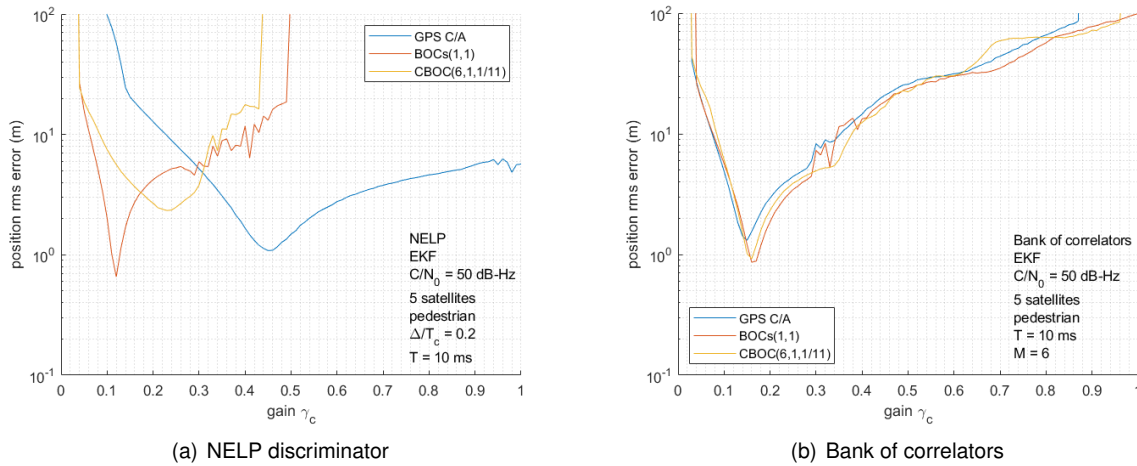 10^2
10^1
10^0
10^-1
position rms error (m)
GPS C/A
BOCs(1,1)
CBOC(6,1,1/11)
NELP
EKF
C/N_0 = 50 dB-Hz
5 satellites
pedestrian
Δ/T_c = 0.2
T = 10 ms
0 0.1 0.2 0.3 0.4 0.5 0.6 0.7 0.8 0.9 1
gain γ_c
(a) NELP discriminator
10^2
10^1
10^0
10^-1
position rms error (m)
Bank of correlators
EKF
C/N_0 = 50 dB-Hz
5 satellites
pedestrian
T = 10 ms
M = 6
GPS C/A
BOCs(1,1)
CBOC(6,1,1/11)
0 0.1 0.2 0.3 0.4 0.5 0.6 0.7 0.8 0.9 1
gain γ_c
(b) Bank of correlators